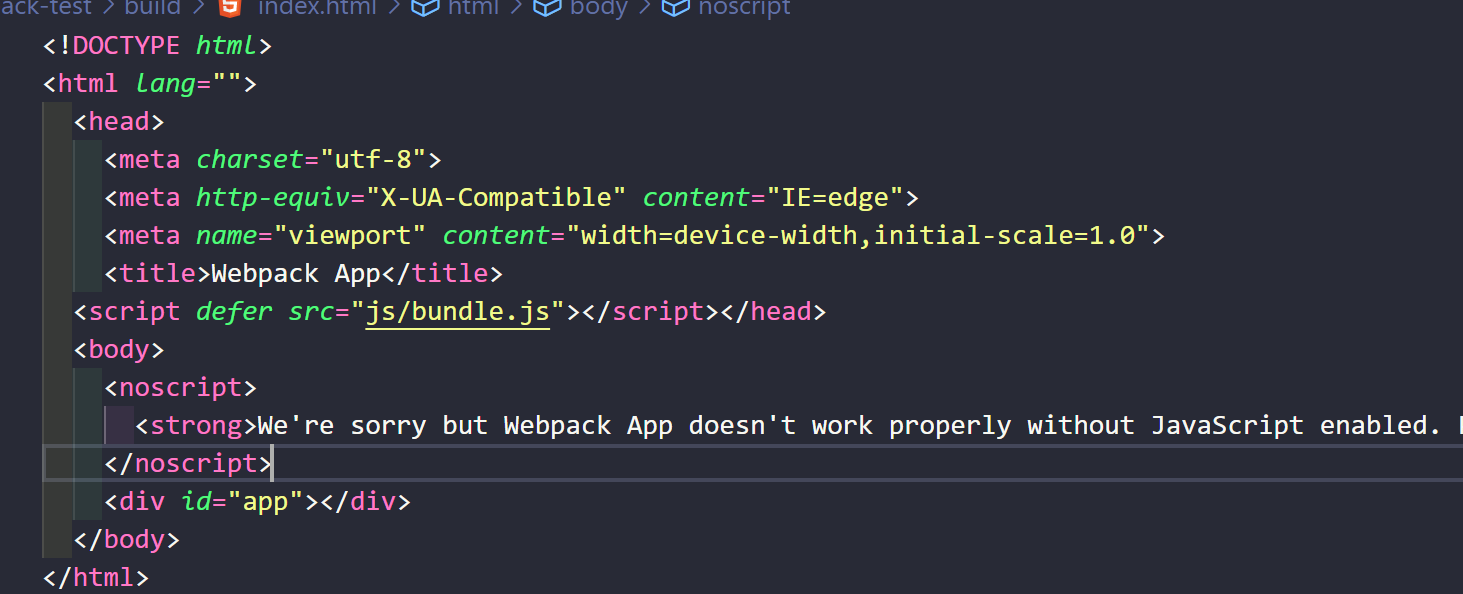 ack-test > build > index.html > html > body > noscript
<!DOCTYPE html>
<html lang="">
<head>
<meta charset="utf-8">
<meta http-equiv="X-UA-Compatible" content="IE=edge">
<meta name="viewport" content="width=device-width,initial-scale=1.0">
<title>Webpack App</title>
<script defer src="js/bundle.js"></script></head>
<body>
<noscript>
<strong>We're sorry but Webpack App doesn't work properly without JavaScript enabled.
</noscript>
<div id="app"></div>
</body>
</html>